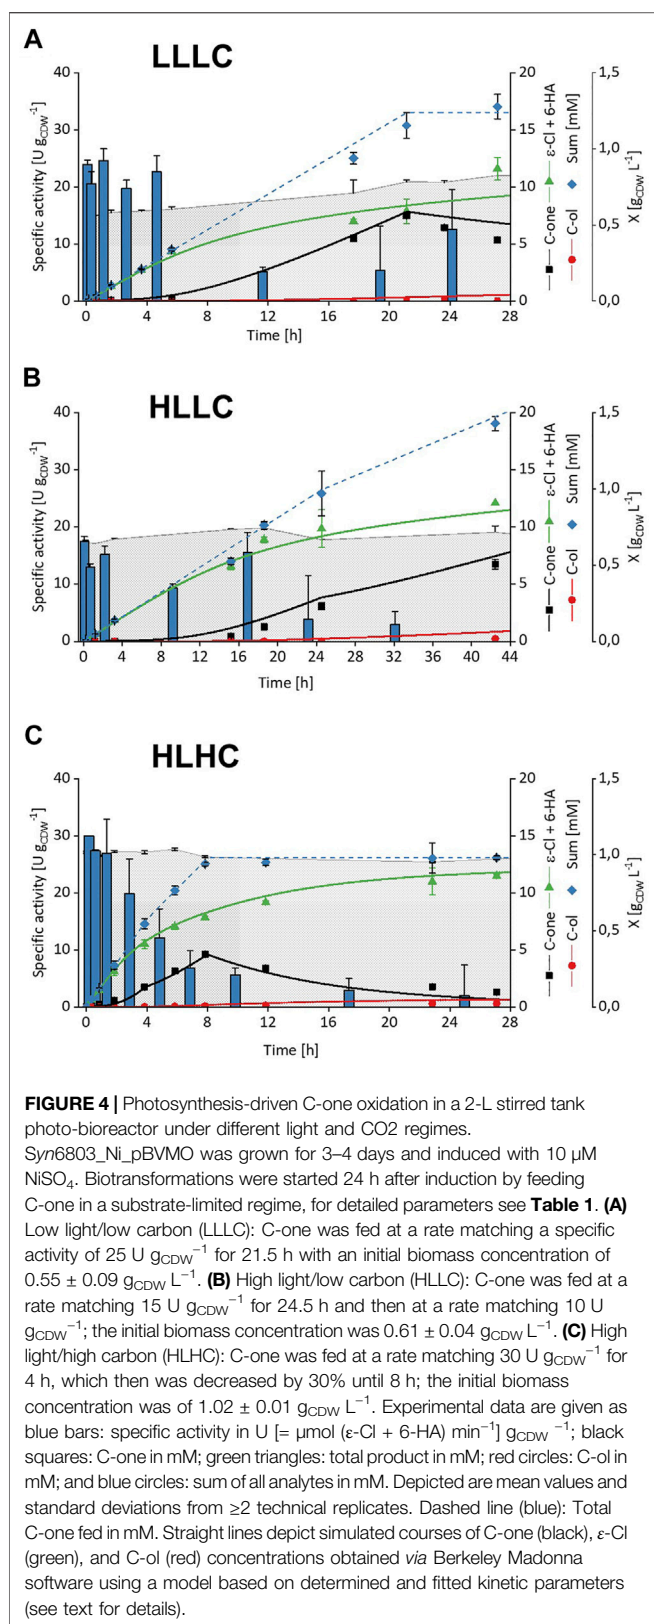 A
LLLC
40
30
20
10
0
Specific activity [U gCDW⁻¹]
0 4 8 12 16 20 24 28
Time [h]
20
15
10
5
0
C-one ε-Cl + 6-HA
C-ol Sum [mM]
1,5
1,0
0,5
0,0
X [gCDW L⁻¹]
B
HLLC
40
30
20
10
0
Specific activity [U gCDW⁻¹]
0 4 8 12 16 20 24 28 32 36 40 44
Time [h]
20
15
10
5
0
C-one ε-Cl + 6-HA
C-ol Sum [mM]
1,5
1,0
0,5
0,0
X [gCDW L⁻¹]
C
HLHC
40
30
20
10
0
Specific activity [U gCDW⁻¹]
0 4 8 12 16 20 24 28
Time [h]
20
15
10
5
0
C-one ε-Cl + 6-HA
C-ol Sum [mM]
1,5
1,0
0,5
0,0
X [gCDW L⁻¹]
FIGURE 4 | Photosynthesis-driven C-one oxidation in a 2-L stirred tank
photo-bioreactor under different light and CO2 regimes.
Syn6803_Ni_pBVMO was grown for 3–4 days and induced with 10 μM
NiSO₄. Biotransformations were started 24 h after induction by feeding
C-one in a substrate-limited regime, for detailed parameters see Table 1. (A)
Low light/low carbon (LLLC): C-one was fed at a rate matching a specific
activity of 25 U gCDW⁻¹ for 21.5 h with an initial biomass concentration of
0.55 ± 0.09 gCDW L⁻¹. (B) High light/low carbon (HLLC): C-one was fed at a
rate matching 15 U gCDW⁻¹ for 24.5 h and then at a rate matching 10 U
gCDW⁻¹; the initial biomass concentration was 0.61 ± 0.04 gCDW L⁻¹. (C) High
light/high carbon (HLHC): C-one was fed at a rate matching 30 U gCDW⁻¹ for
4 h, which then was decreased by 30% until 8 h; the initial biomass
concentration was of 1.02 ± 0.01 gCDW L⁻¹. Experimental data are given as
blue bars: specific activity in U [= μmol (ε-Cl + 6-HA) min⁻¹] gCDW ⁻¹; black
squares: C-one in mM; green triangles: total product in mM; red circles: C-ol in
mM; and blue circles: sum of all analytes in mM. Depicted are mean values and
standard deviations from ≥2 technical replicates. Dashed line (blue): Total
C-one fed in mM. Straight lines depict simulated courses of C-one (black), ε-Cl
(green), and C-ol (red) concentrations obtained via Berkeley Madonna
software using a model based on determined and fitted kinetic parameters
(see text for details).